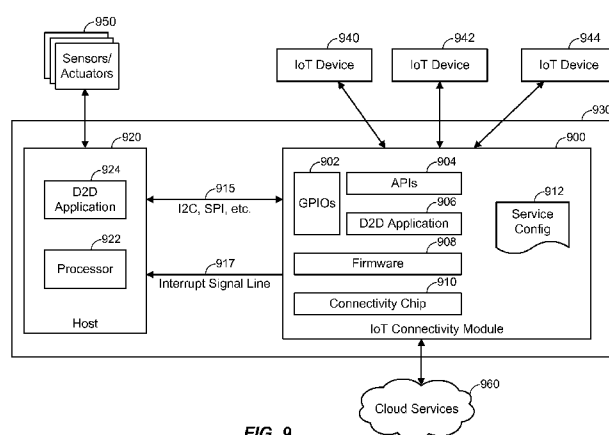 950
Sensors/
Actuators
940
IoT Device
942
IoT Device
944
IoT Device
930
920
924
D2D
Application
922
Processor
Host
915
I2C, SPI, etc.
917
Interrupt Signal Line
900
902
GPIOs
904
APIs
906
D2D Application
908
Firmware
910
Connectivity Chip
912
Service
Config
IoT Connectivity Module
960
Cloud Services
FIG. 9